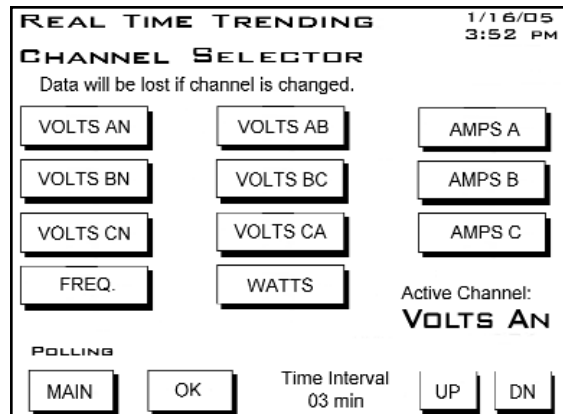 REAL TIME TRENDING
1/16/05
3:52 PM
CHANNEL SELECTOR
Data will be lost if channel is changed.
VOLTS AN
VOLTS AB
AMPS A
VOLTS BN
VOLTS BC
AMPS B
VOLTS CN
VOLTS CA
AMPS C
FREQ.
WATTS
Active Channel:
VOLTS AN
POLLING
MAIN
OK
Time Interval
03 min
UP
DN